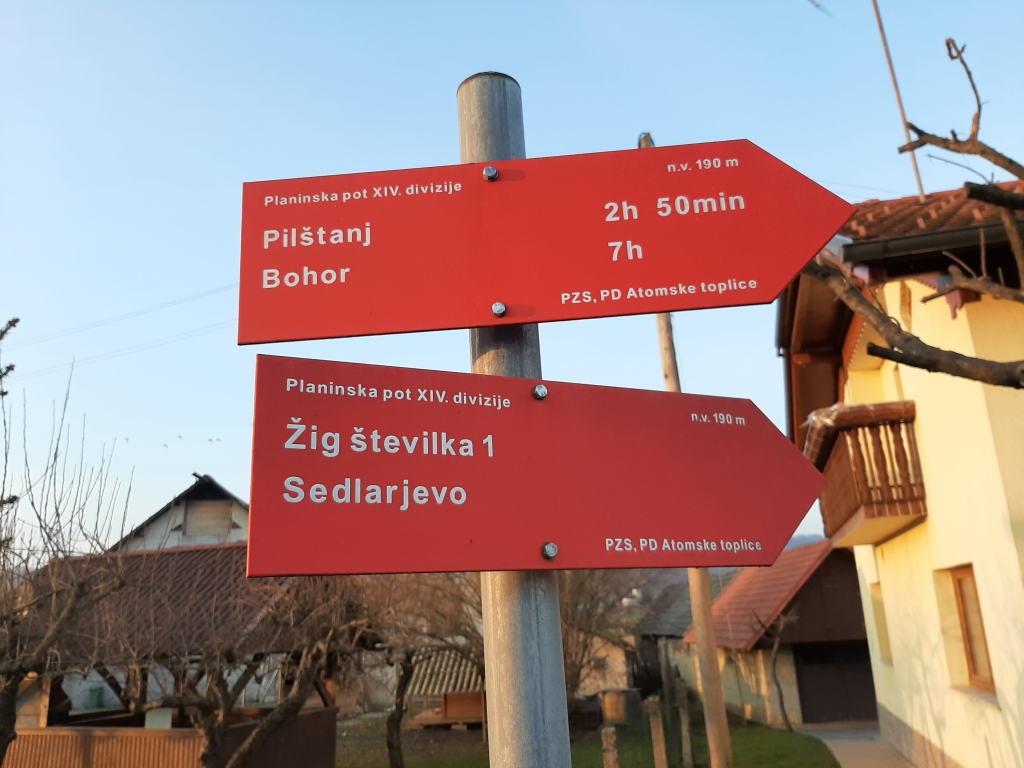 n.v. 190 m
Planinska pot XIV. divizije
Pilštanj 2h 50min
Bohor 7h
PZS, PD Atomske toplice
Planinska pot XIV. divizije
n.v. 190 m
Žig številka 1
Sedlarjevo
PZS, PD Atomske toplice